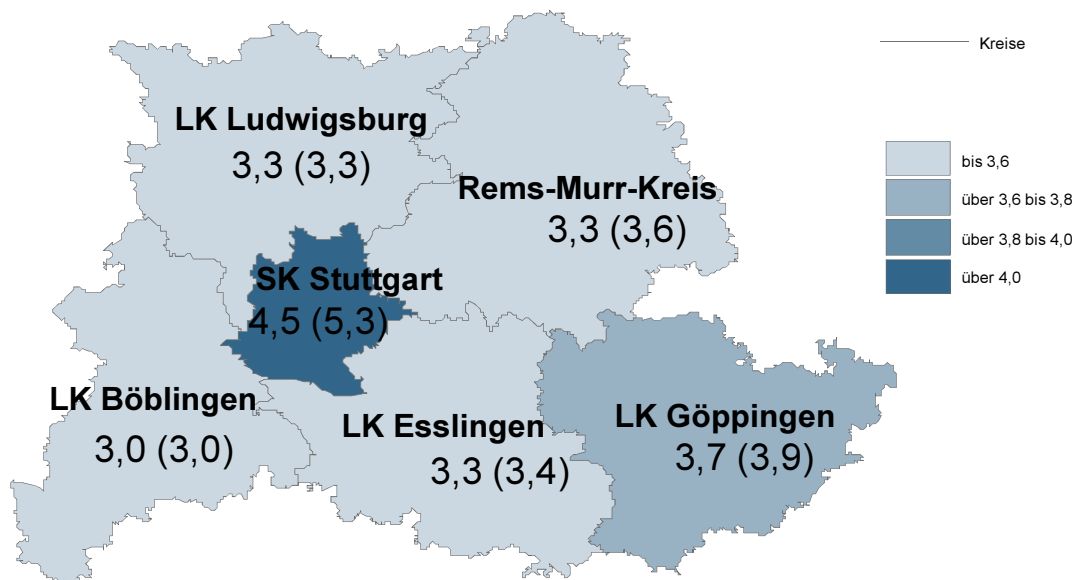 Kreise
LK Ludwigsburg
3,3 (3,3)
Rems-Murr-Kreis
3,3 (3,6)
bis 3,6
über 3,6 bis 3,8
über 3,8 bis 4,0
über 4,0
SK Stuttgart
4,5 (5,3)
LK Böblingen
3,0 (3,0)
LK Esslingen
3,3 (3,4)
LK Göppingen
3,7 (3,9)